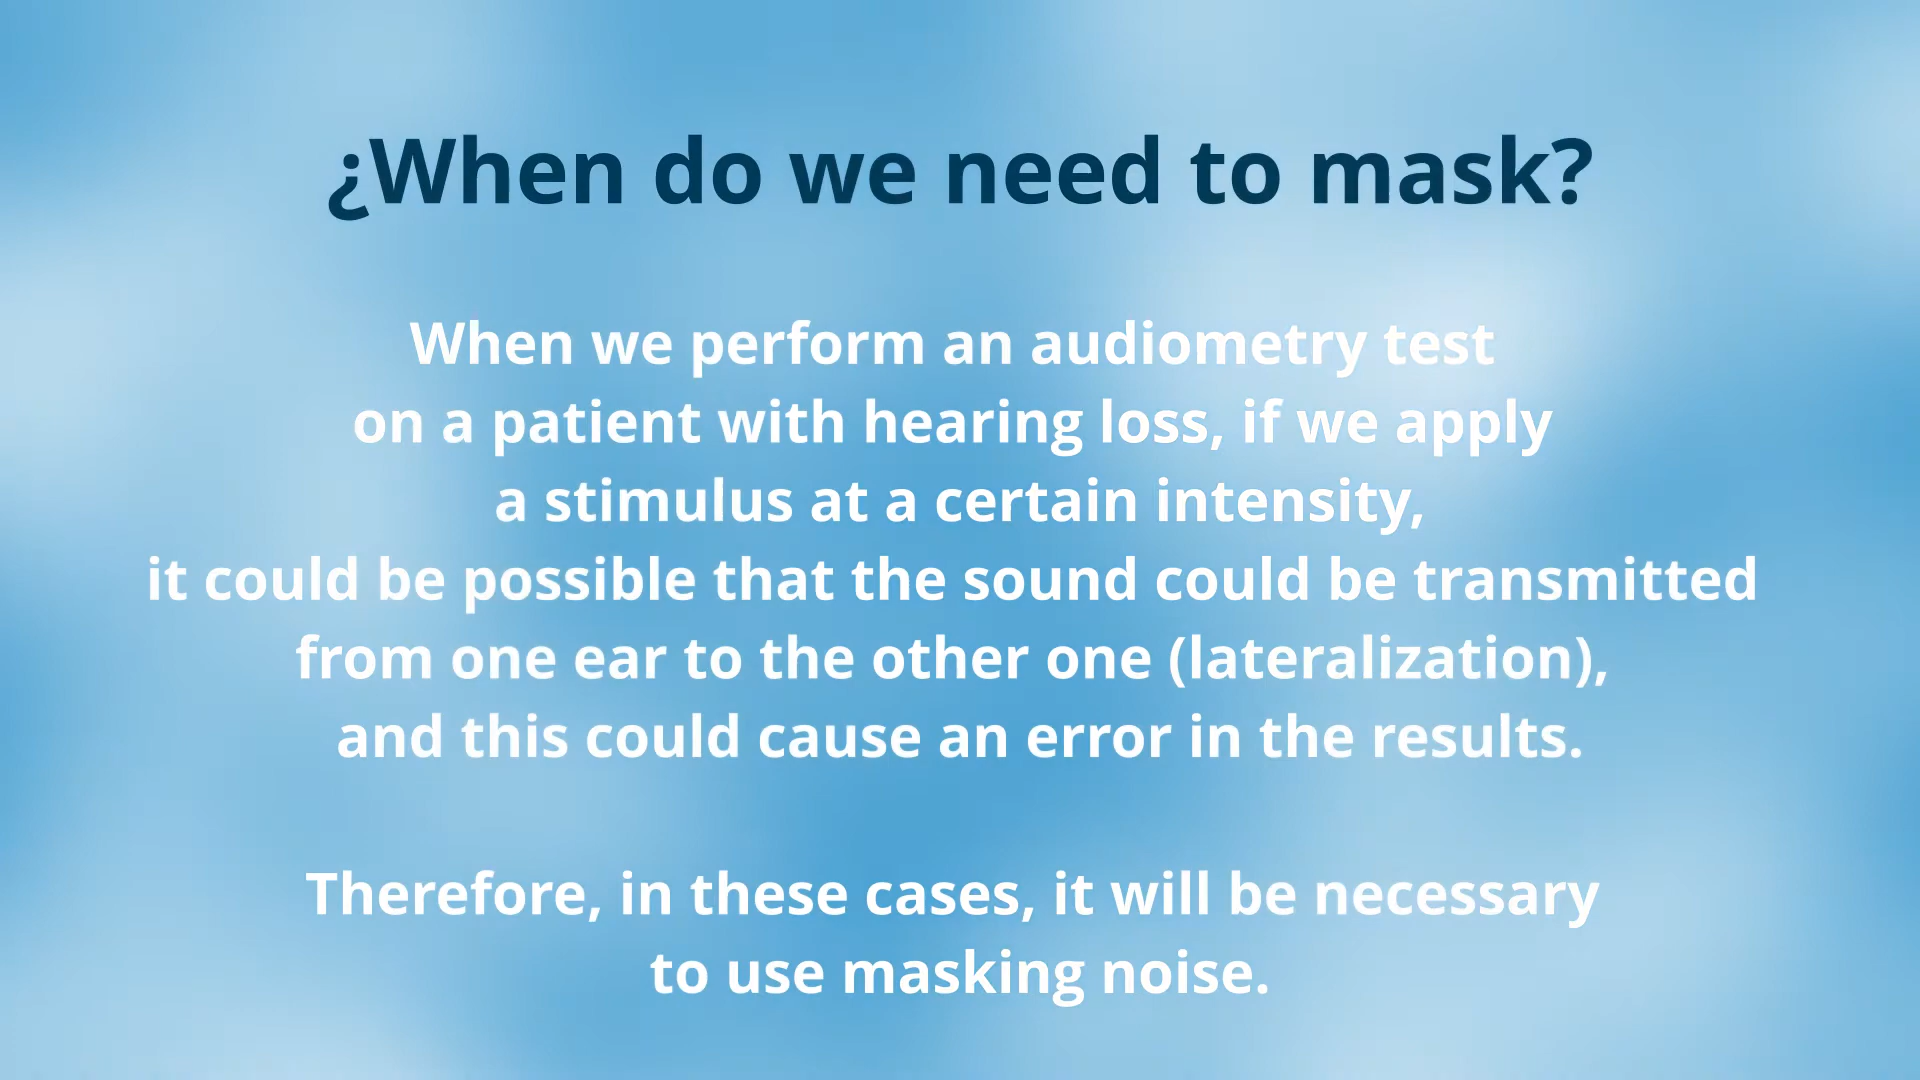 ¿When do we need to mask?
When we perform an audiometry test
on a patient with hearing loss, if we apply
a stimulus at a certain intensity,
it could be possible that the sound could be transmitted
from one ear to the other one (lateralization),
and this could cause an error in the results.
Therefore, in these cases, it will be necessary
to use masking noise.